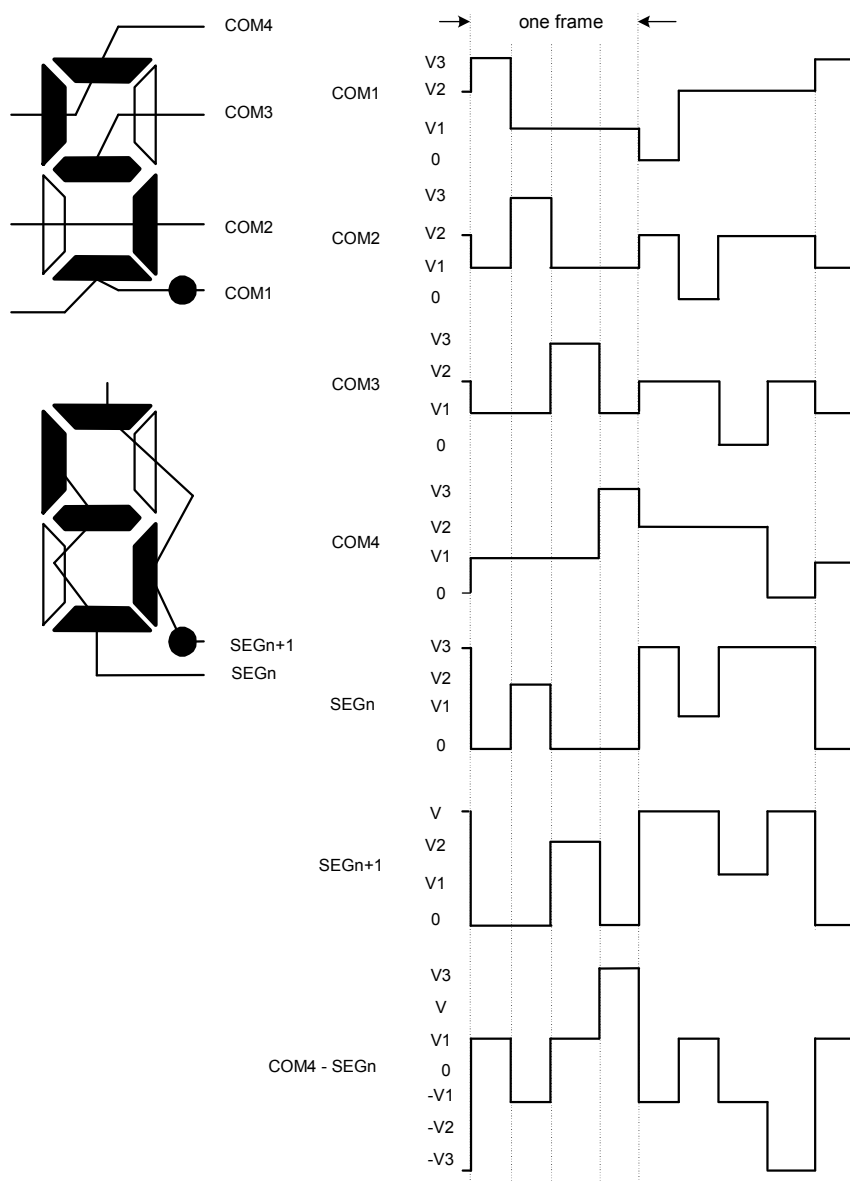 COM4
COM3
COM2
COM1
SEGn+1
SEGn
one frame
COM1
V3
V2
V1
0
COM2
V3
V2
V1
0
COM3
V3
V2
V1
0
COM4
V3
V2
V1
0
SEGn
V3
V2
V1
0
SEGn+1
V
V2
V1
0
COM4 - SEGn
V3
V
V1
0
-V1
-V2
-V3